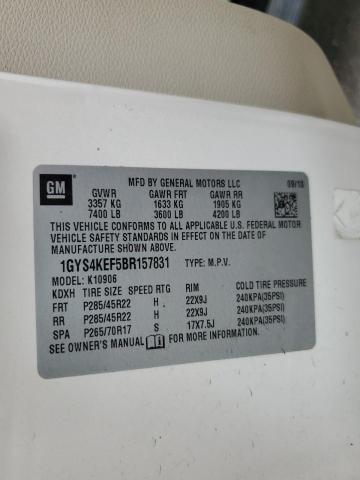 GM
MFD BY GENERAL MOTORS LLC 09/10
GVWR GAWR FRT GAWR RR
3357 KG 1633 KG 1905 KG
7400 LB 3600 LB 4200 LB
THIS VEHICLE CONFORMS TO ALL APPLICABLE U.S. FEDERAL MOTOR
VEHICLE SAFETY AND THEFT PREVENTION STANDARDS
IN EFFECT ON THE DATE OF
MANUFACTURE SHOWN ABOVE.
1GYS4KEF5BR157831 TYPE: M.P.V.
MODEL: K10906
KDXH TIRE SIZE SPEED RTG RIM COLD TIRE PRESSURE
FRT P285/45R22 H 22X9J 240KPA(35PSI)
RR P285/45R22 H 22X9J 240KPA(35PSI)
SPA P265/70R17 S 17X7.5J 240KPA(35PSI)
SEE OWNER'S MANUAL FOR MORE INFORMATION.